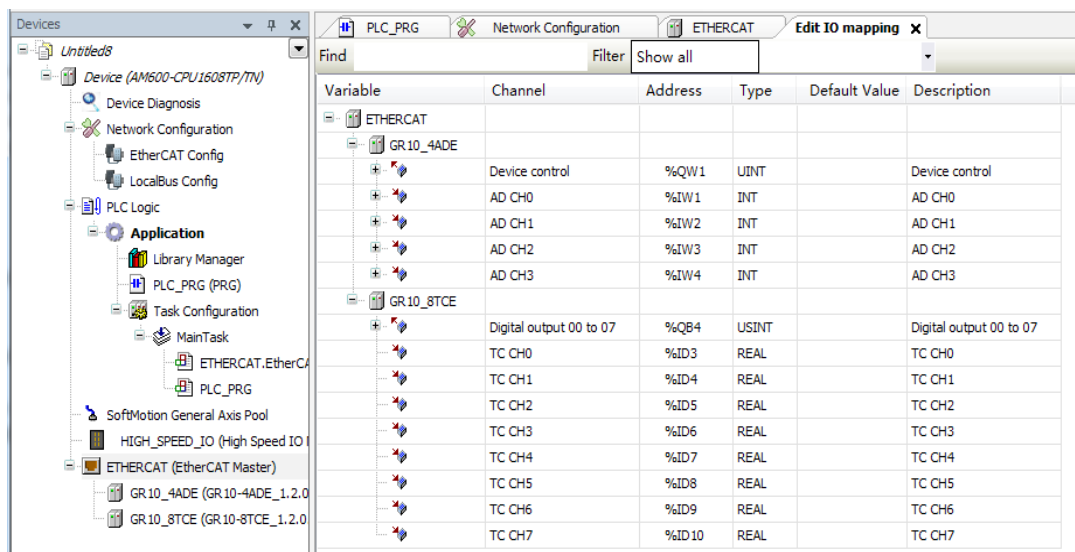 Devices
Untitled8
Device (AM600-CPU1608TP/TN)
Device Diagnosis
Network Configuration
EtherCAT Config
LocalBus Config
PLC Logic
Application
Library Manager
PLC_PRG (PRG)
Task Configuration
MainTask
ETHERCAT.EtherCA
PLC_PRG
SoftMotion General Axis Pool
HIGH_SPEED_IO (High Speed IO
ETHERCAT (EtherCAT Master)
GR10_4ADE (GR10-4ADE_1.2.0
GR10_8TCE (GR10-8TCE_1.2.0
PLC_PRG Network Configuration ETHERCAT Edit IO mapping
Find Filter Show all
Variable Channel Address Type Default Value Description
ETHERCAT
GR10_4ADE
Device control %QW1 UINT Device control
AD CH0 %IW1 INT AD CH0
AD CH1 %IW2 INT AD CH1
AD CH2 %IW3 INT AD CH2
AD CH3 %IW4 INT AD CH3
GR10_8TCE
Digital output 00 to 07 %QB4 USINT Digital output 00 to 07
TC CH0 %ID3 REAL TC CH0
TC CH1 %ID4 REAL TC CH1
TC CH2 %ID5 REAL TC CH2
TC CH3 %ID6 REAL TC CH3
TC CH4 %ID7 REAL TC CH4
TC CH5 %ID8 REAL TC CH5
TC CH6 %ID9 REAL TC CH6
TC CH7 %ID10 REAL TC CH7